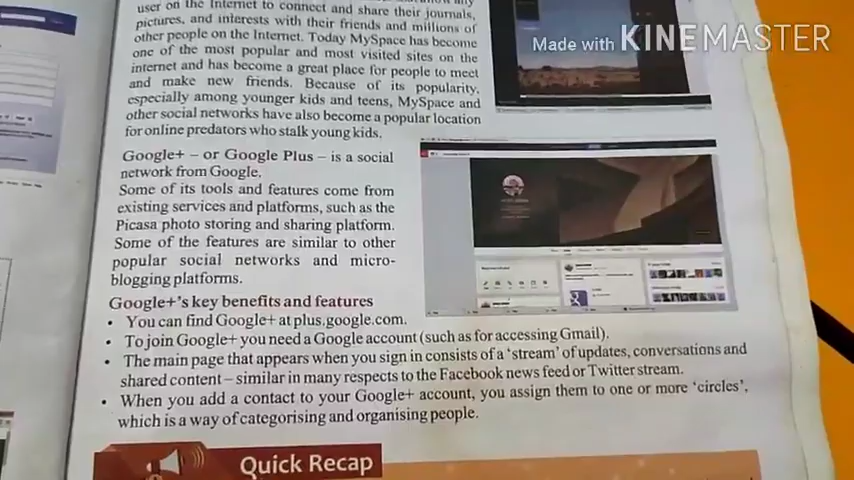 user on the Internet to connect and share their journals,
pictures, and interests with their friends and millions of
other people on the Internet. Today MySpace has become
one of the most popular and most visited sites on the
internet and has become a great place for people to meet
and make new friends. Because of its popularity,
especially among younger kids and teens, MySpace and
other social networks have also become a popular location
for online predators who stalk young kids.
Made with KINEMASTER
Google+ – or Google Plus – is a social
network from Google.
Some of its tools and features come from
existing services and platforms, such as the
Picasa photo storing and sharing platform.
Some of the features are similar to other
popular social networks and micro-
blogging platforms.
Google+'s key benefits and features
• You can find Google+ at plus.google.com.
• To join Google+ you need a Google account (such as for accessing Gmail).
• The main page that appears when you sign in consists of a 'stream' of updates, conversations and
shared content – similar in many respects to the Facebook news feed or Twitter stream.
• When you add a contact to your Google+ account, you assign them to one or more 'circles',
which is a way of categorising and organising people.
Quick Recap